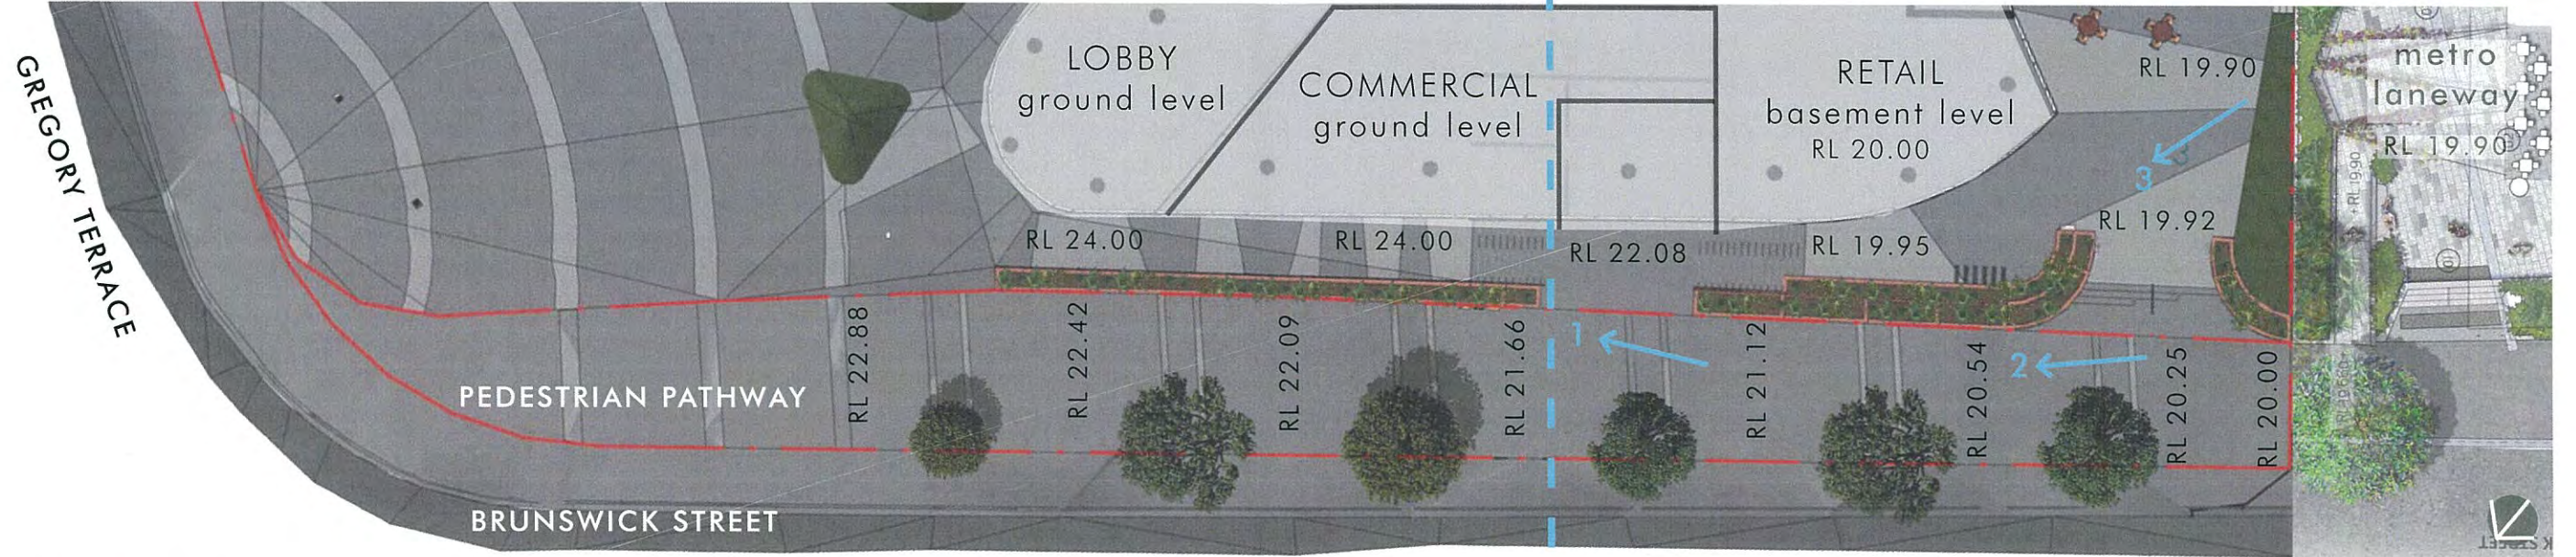 GREGORY TERRACE
LOBBY
ground level
COMMERCIAL
ground level
RETAIL
basement level
RL 20.00
RL 19.90
metro
laneway
RL 19.90
+RL 19.90
3
RL 24.00
RL 24.00
RL 22.08
RL 19.95
RL 19.92
RL 22.88
RL 22.42
RL 22.09
RL 21.66
1
RL 21.12
RL 20.54
2
RL 20.25
RL 20.00
PEDESTRIAN PATHWAY
BRUNSWICK STREET